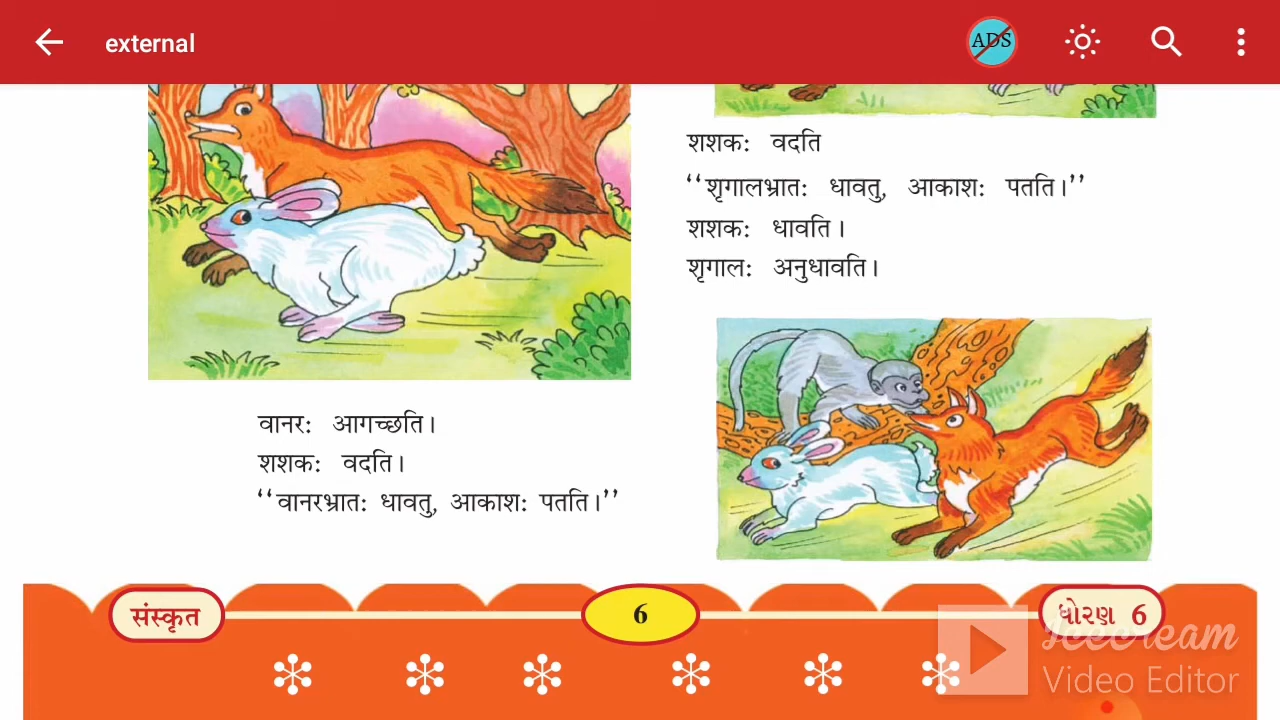 external
ADS
शशकः वदति
“शृगालभ्रातः धावतु, आकाशः पतति।”
शशकः धावति।
शृगालः अनुधावति।
वानरः आगच्छति।
शशकः वदति।
“वानरभ्रातः धावतु, आकाशः पतति।”
સંસ્કૃત
6
ધોરણ 6
Icecream
Video Editor